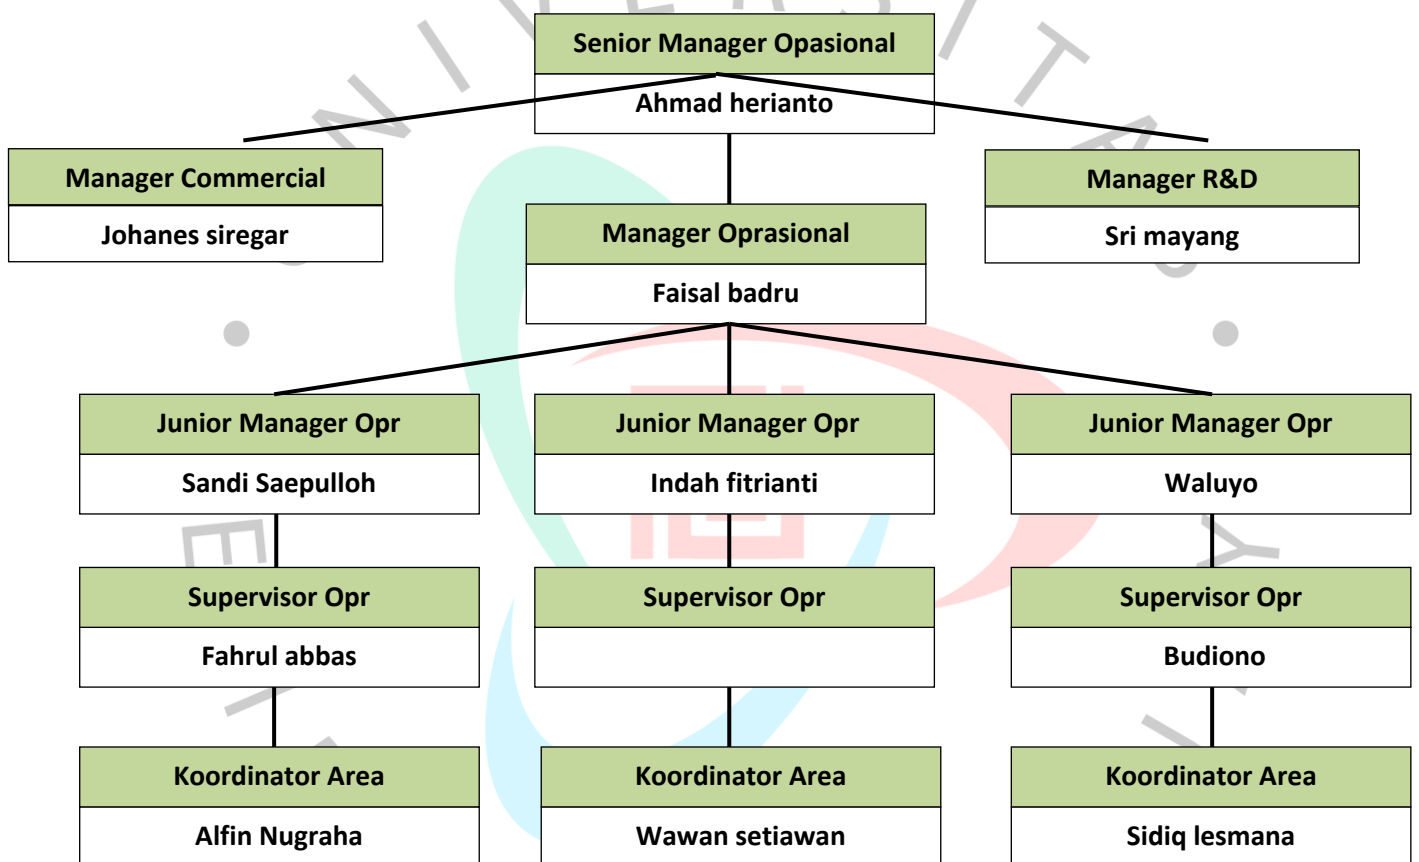 Senior Manager Opasional
Ahmad herianto
Manager Commercial
Johanes siregar
Manager R&D
Sri mayang
Manager Oprasional
Faisal badru
Junior Manager Opr
Sandi Saepulloh
Junior Manager Opr
Indah fitrianti
Junior Manager Opr
Waluyo
Supervisor Opr
Fahrul abbas
Supervisor Opr
Supervisor Opr
Budiono
Koordinator Area
Alfin Nugraha
Koordinator Area
Wawan setiawan
Koordinator Area
Sidiq lesmana